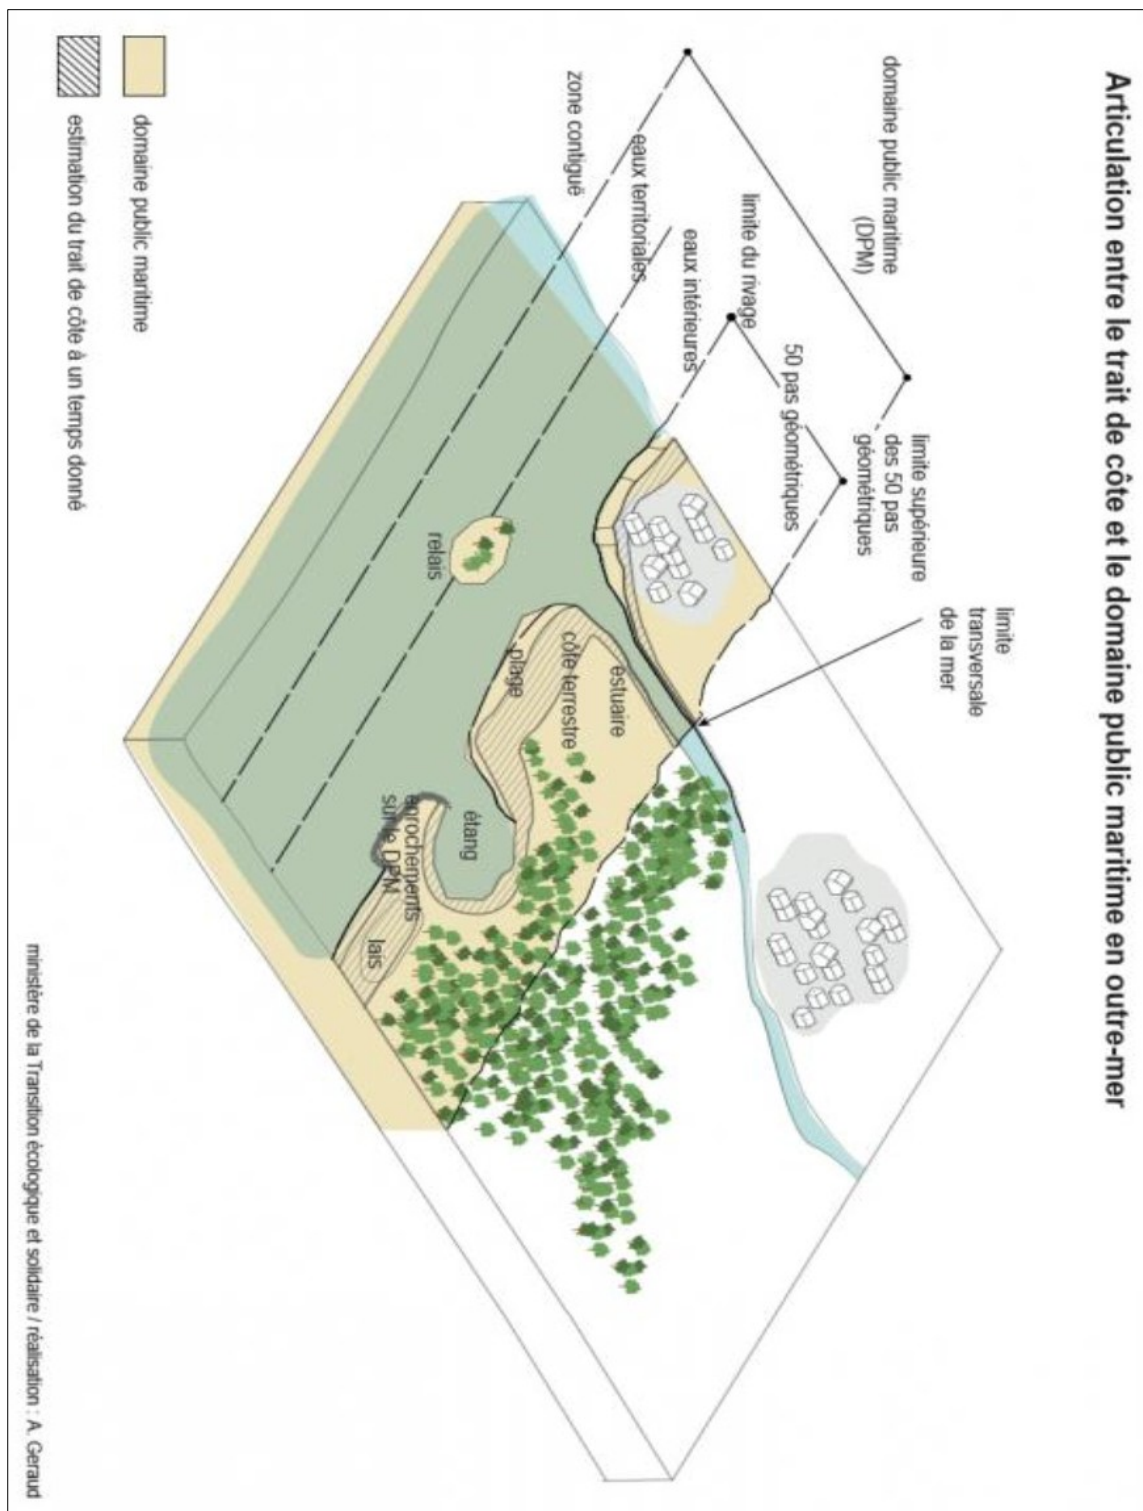 Articulation entre le trait de côte et le domaine public maritime en outre-mer
domaine public maritime
(DPM)
limite supérieure
des 50 pas
géométriques
limite
transversale
de la mer
50 pas géométriques
limite du rivage
eaux intérieures
eaux territoriales
zone contiguë
estuaire
côte terrestre
plage
relais
étang
enrochements
sur le DPM
lais
domaine public maritime
estimation du trait de côte à un temps donné
ministère de la Transition écologique et solidaire / réalisation : A. Geraud